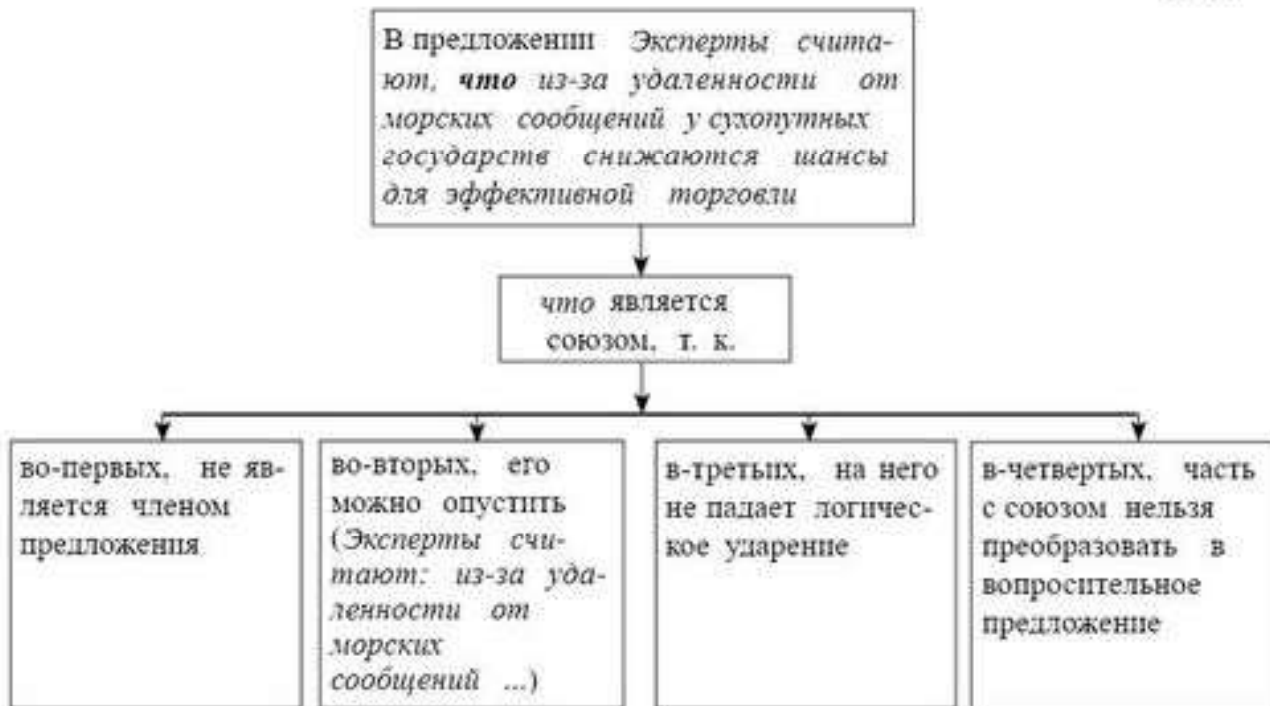 В предложении Эксперты счита-
ют, что из-за удаленности от
морских сообщений у сухопутных
государств снижаются шансы
для эффективной торговли
что является
союзом, т. к.
во-первых, не яв-
ляется членом
предложения
во-вторых, его
можно опустить
(Эксперты счи-
тают: из-за уда-
ленности от
морских
сообщений ...)
в-третьих, на него
не падает логичес-
кое ударение
в-четвертых, часть
с союзом нельзя
преобразовать в
вопросительное
предложение